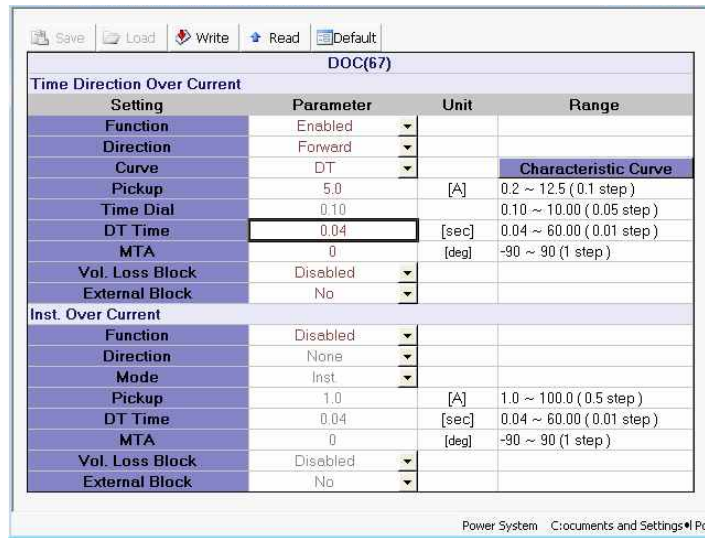 Save Load Write Read Default
DOC(67)
Time Direction Over Current
Setting Parameter Unit Range
Function Enabled
Direction Forward
Curve DT Characteristic Curve
Pickup 5.0 [A] 0.2 ~ 12.5 ( 0.1 step )
Time Dial 0.10 0.10 ~ 10.00 ( 0.05 step )
DT Time 0.04 [sec] 0.04 ~ 60.00 ( 0.01 step )
MTA 0 [deg] -90 ~ 90 (1 step )
Vol. Loss Block Disabled
External Block No
Inst. Over Current
Function Disabled
Direction None
Mode Inst.
Pickup 1.0 [A] 1.0 ~ 100.0 ( 0.5 step )
DT Time 0.04 [sec] 0.04 ~ 60.00 ( 0.01 step )
MTA 0 [deg] -90 ~ 90 (1 step )
Vol. Loss Block Disabled
External Block No
Power System C:ocuments and Settings